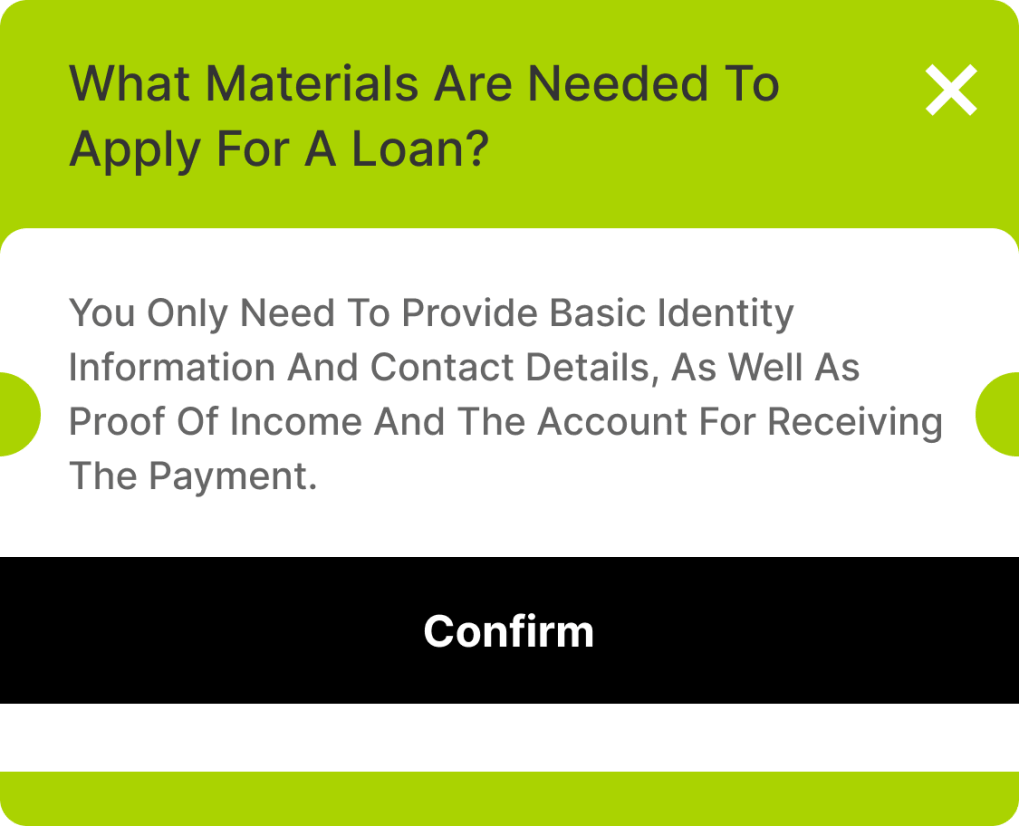 What Materials Are Needed To
Apply For A Loan?
You Only Need To Provide Basic Identity
Information And Contact Details, As Well As
Proof Of Income And The Account For Receiving
The Payment.
Confirm